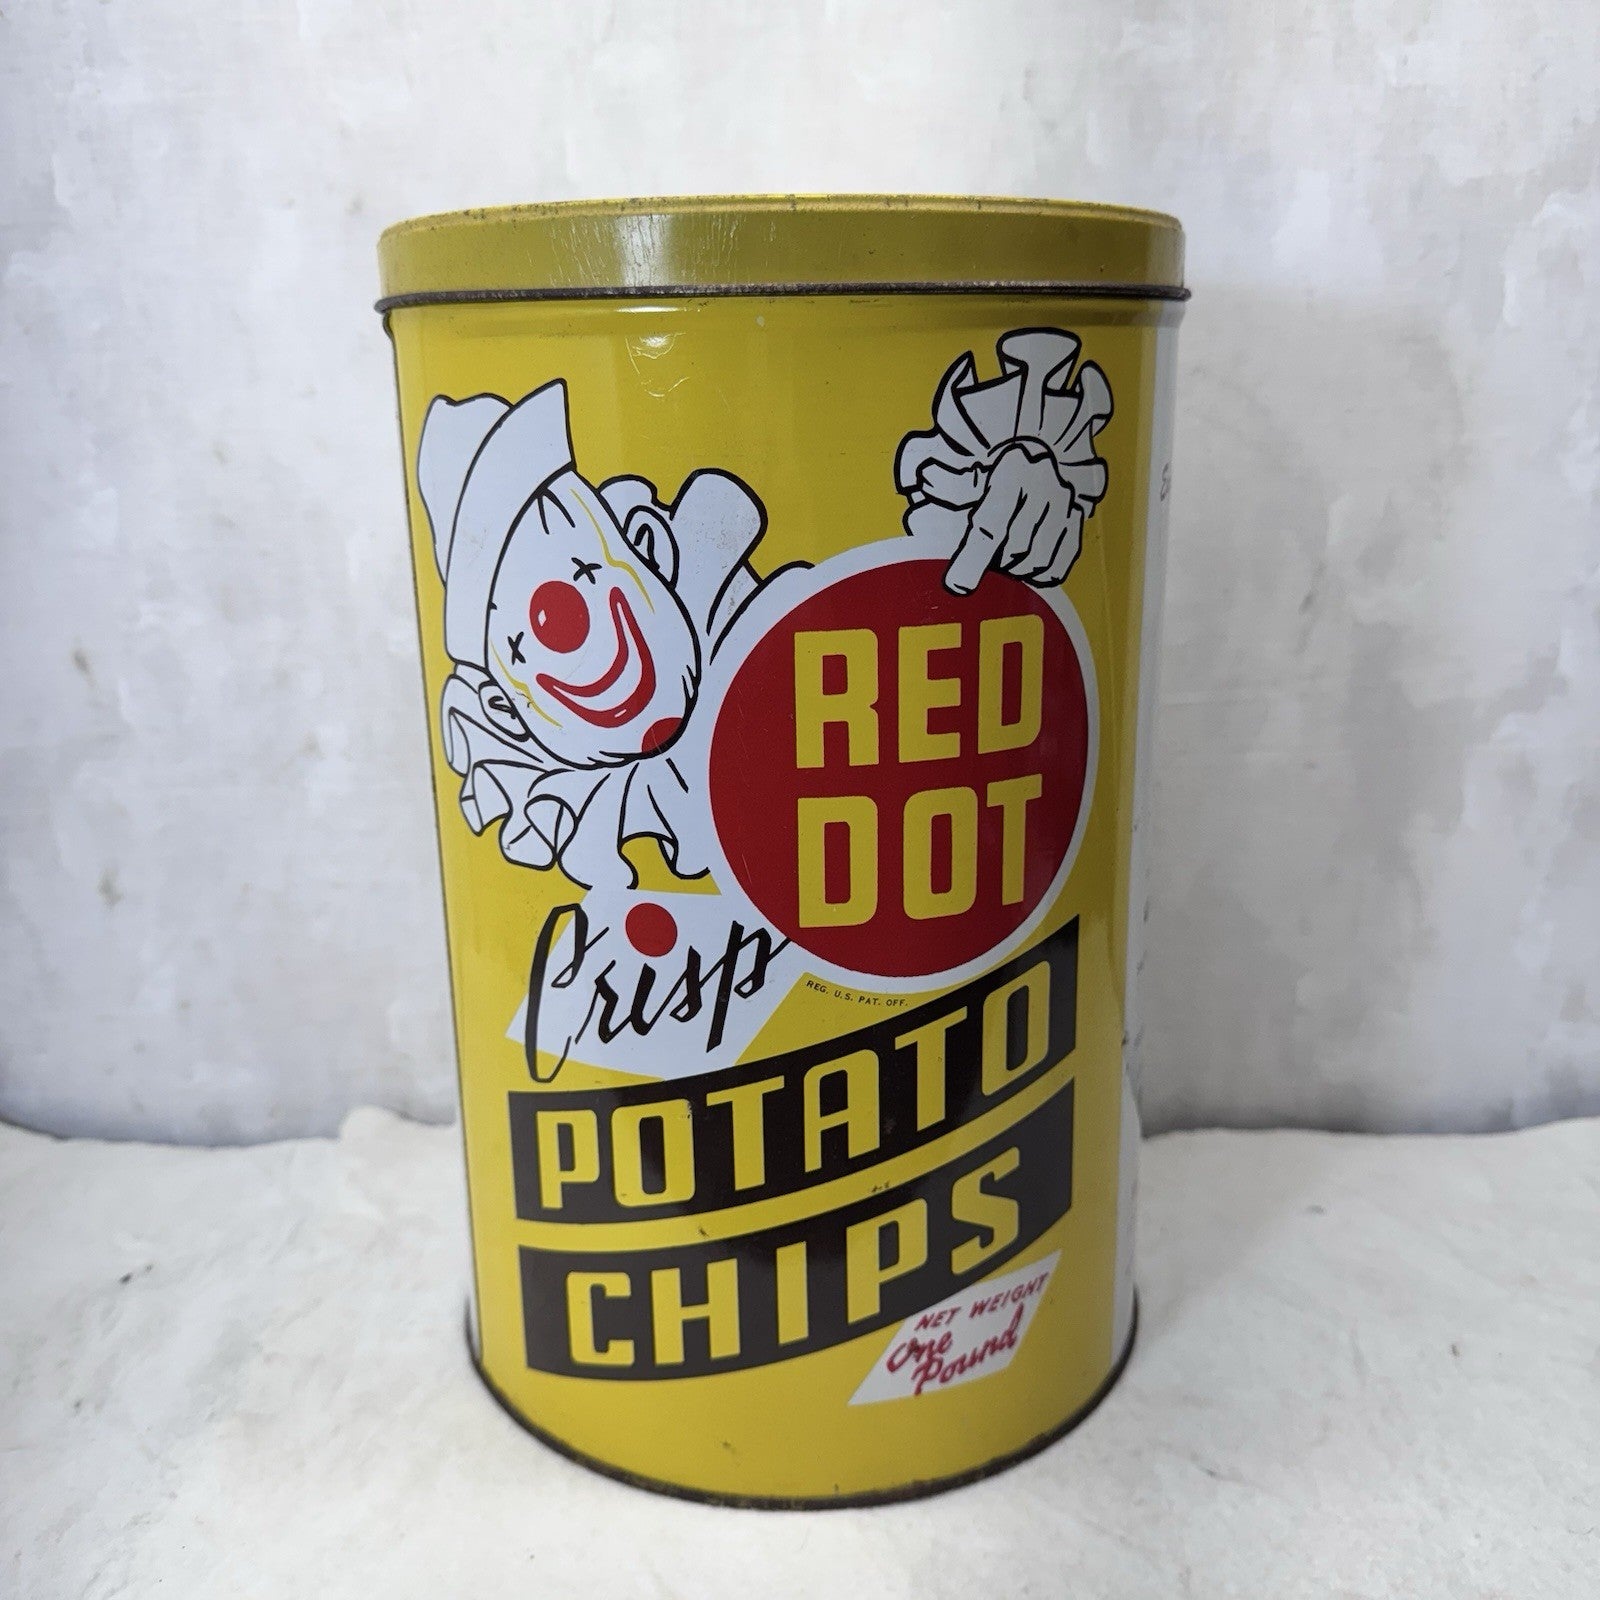 RED
DOT
Crisp
REG. U.S. PAT. OFF.
POTATO
CHIPS
NET WEIGHT
One
Pound